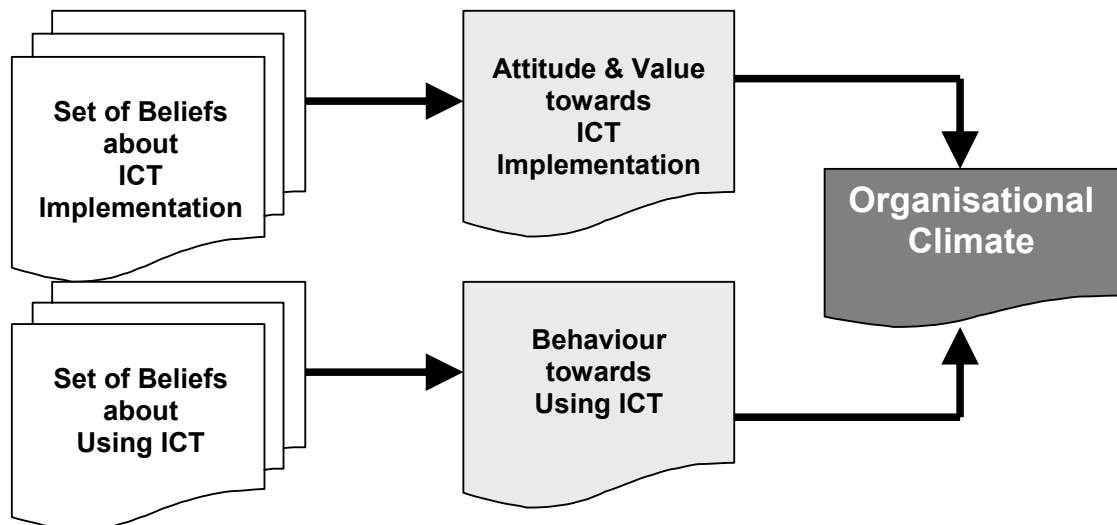 Set of Beliefs
about
ICT
Implementation
Attitude & Value
towards
ICT
Implementation
Organisational
Climate
Set of Beliefs
about
Using ICT
Behaviour
towards
Using ICT